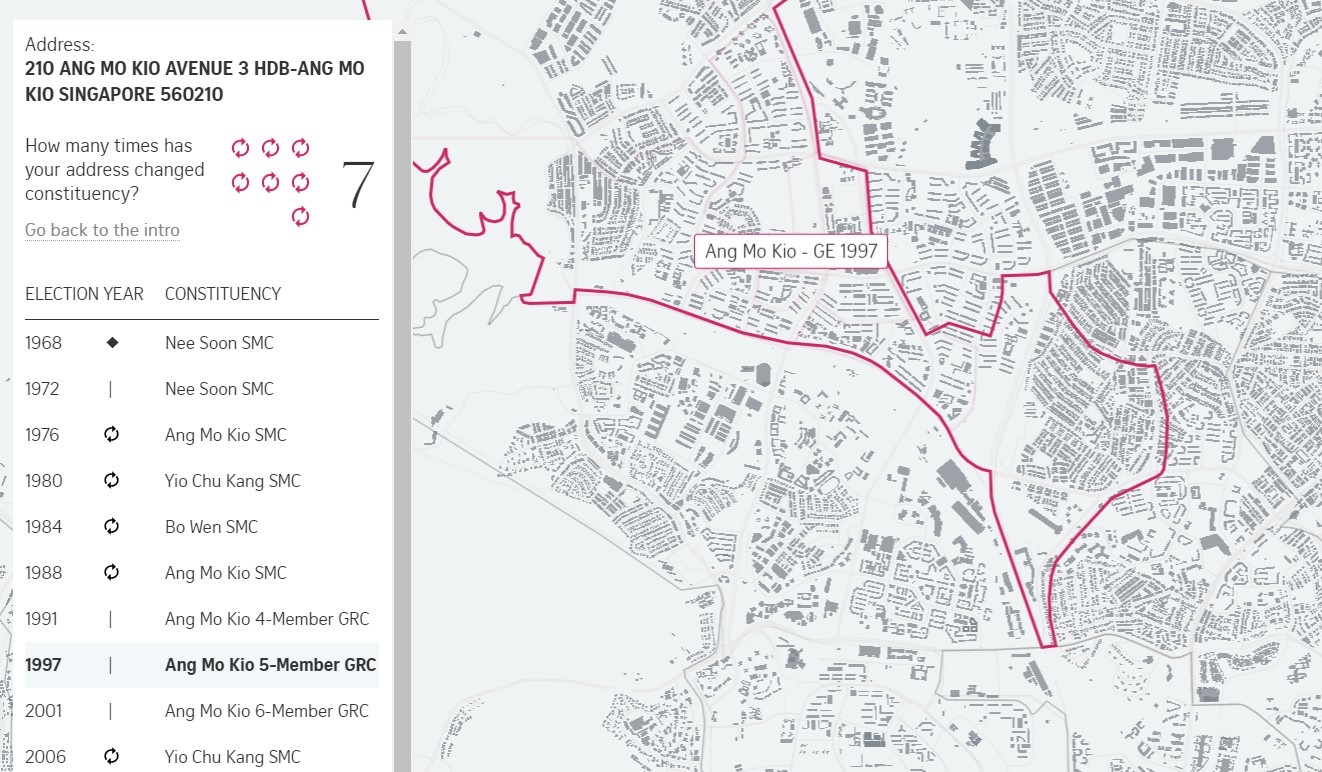 Address:
210 ANG MO KIO AVENUE 3 HDB-ANG MO
KIO SINGAPORE 560210
How many times has
your address changed
constituency?
7
Go back to the intro
ELECTION YEAR CONSTITUENCY
1968 Nee Soon SMC
1972 Nee Soon SMC
1976 Ang Mo Kio SMC
1980 Yio Chu Kang SMC
1984 Bo Wen SMC
1988 Ang Mo Kio SMC
1991 Ang Mo Kio 4-Member GRC
1997 Ang Mo Kio 5-Member GRC
2001 Ang Mo Kio 6-Member GRC
2006 Yio Chu Kang SMC
Ang Mo Kio - GE 1997